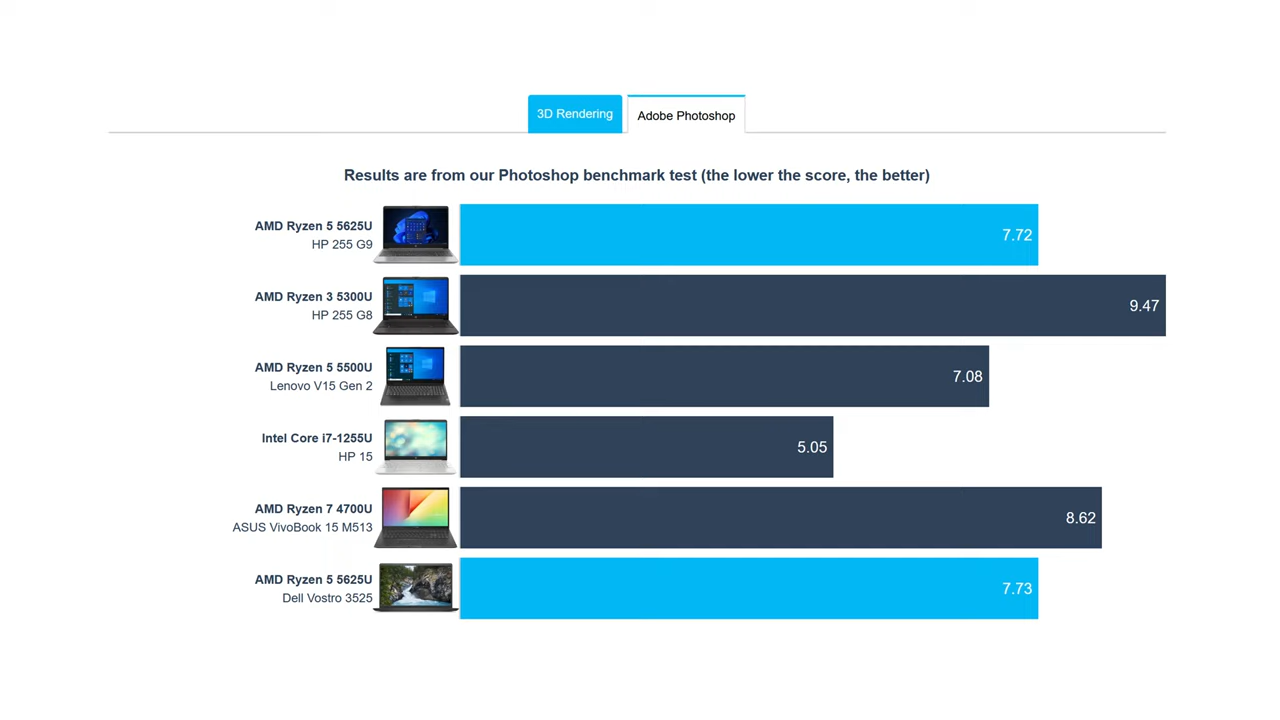 3D Rendering
Adobe Photoshop
Results are from our Photoshop benchmark test (the lower the score, the better)
AMD Ryzen 5 5625U
HP 255 G9
7.72
AMD Ryzen 3 5300U
HP 255 G8
9.47
AMD Ryzen 5 5500U
Lenovo V15 Gen 2
7.08
Intel Core i7-1255U
HP 15
5.05
AMD Ryzen 7 4700U
ASUS VivoBook 15 M513
8.62
AMD Ryzen 5 5625U
Dell Vostro 3525
7.73